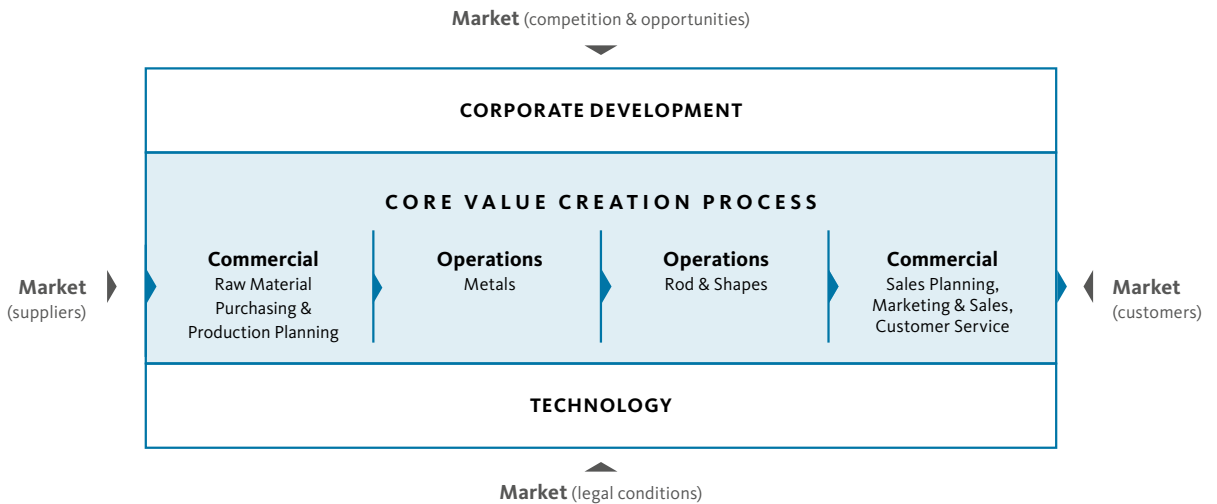 Market (competition & opportunities)
CORPORATE DEVELOPMENT
CORE VALUE CREATION PROCESS
Commercial
Raw Material
Purchasing &
Production Planning
Operations
Metals
Operations
Rod & Shapes
Commercial
Sales Planning,
Marketing & Sales,
Customer Service
Market
(suppliers)
Market
(customers)
TECHNOLOGY
Market (legal conditions)